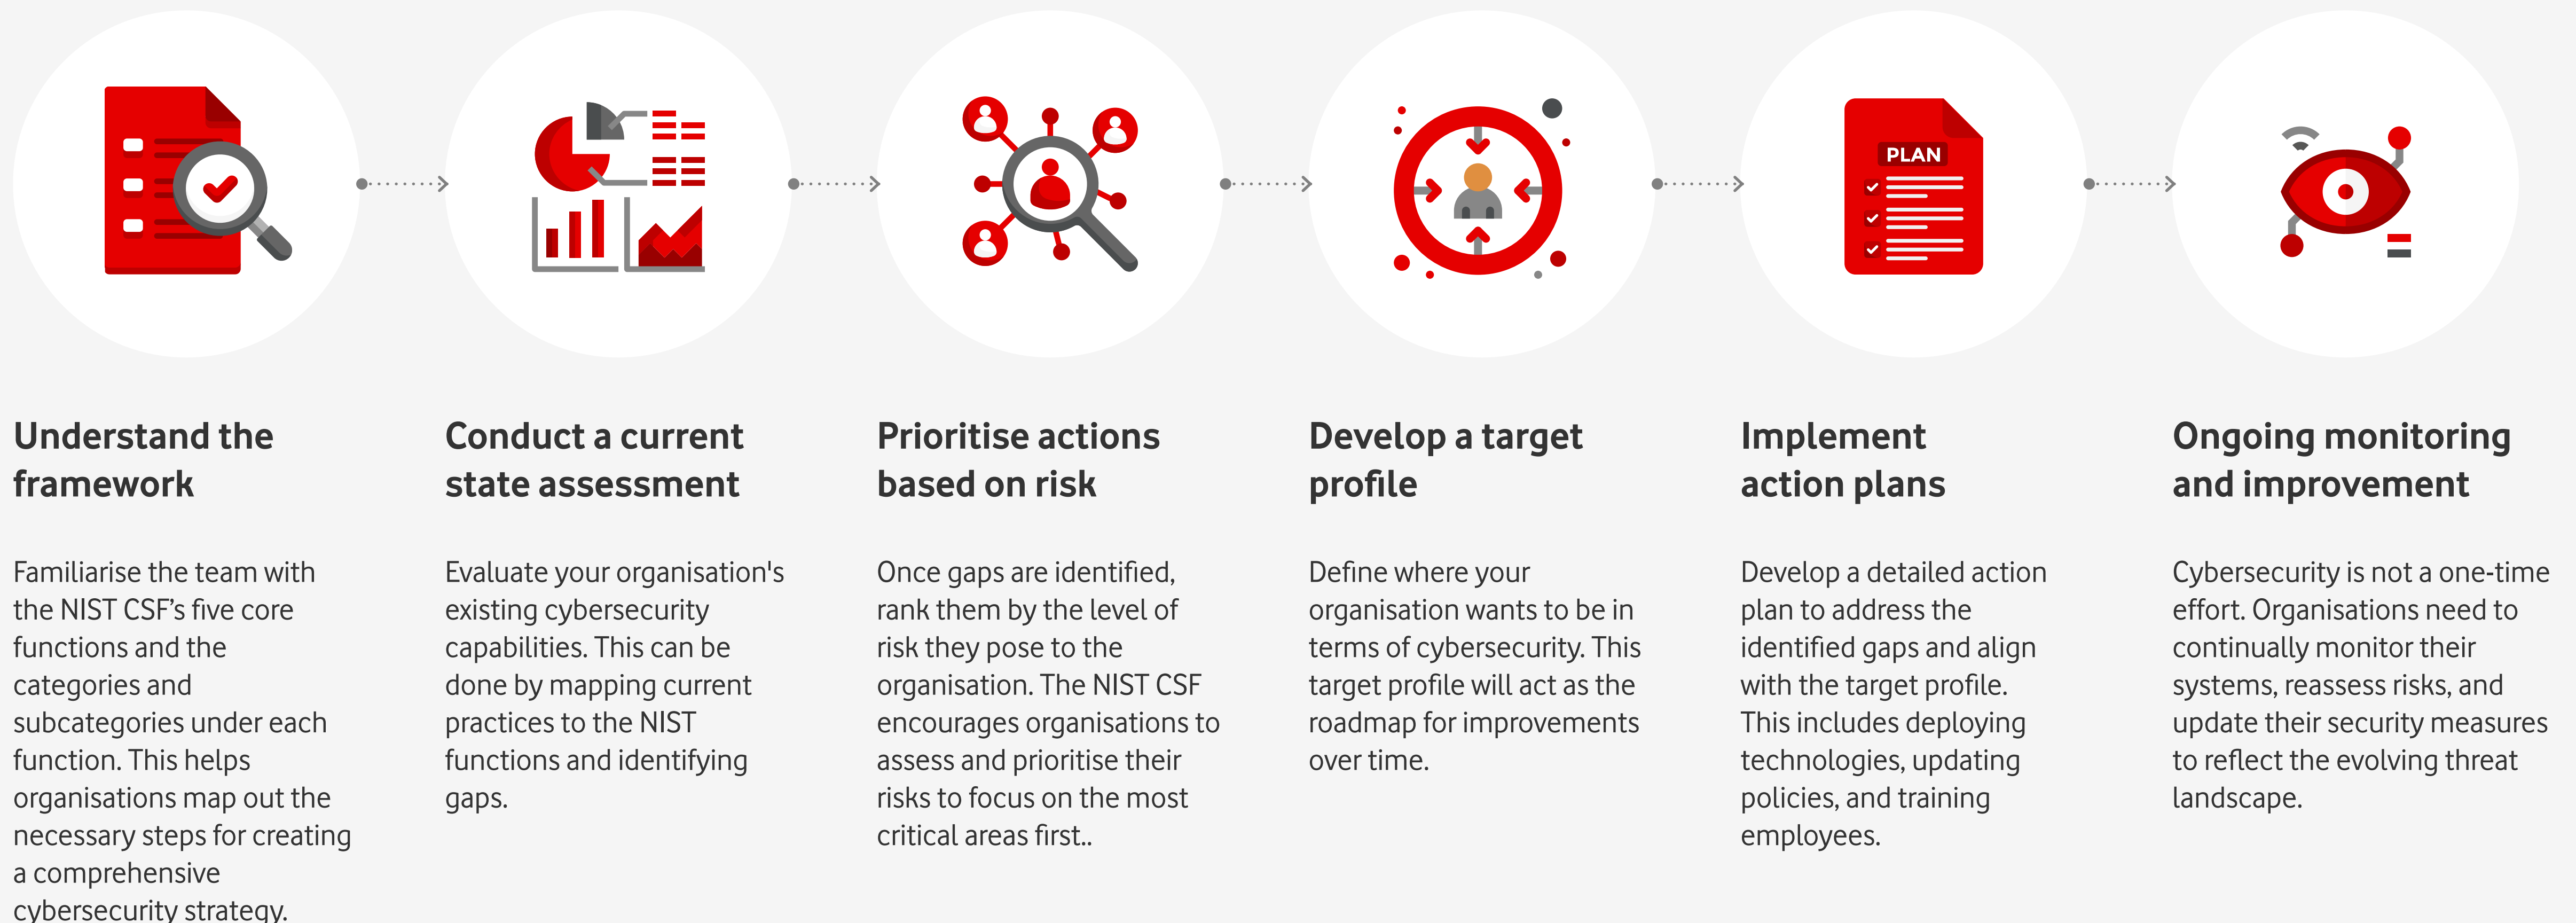 PLAN
Understand the
framework
Familiarise the team with
the NIST CSF’s five core
functions and the
categories and
subcategories under each
function. This helps
organisations map out the
necessary steps for creating
a comprehensive
cybersecurity strategy.
Conduct a current
state assessment
Evaluate your organisation's
existing cybersecurity
capabilities. This can be
done by mapping current
practices to the NIST
functions and identifying
gaps.
Prioritise actions
based on risk
Once gaps are identified,
rank them by the level of
risk they pose to the
organisation. The NIST CSF
encourages organisations to
assess and prioritise their
risks to focus on the most
critical areas first..
Develop a target
profile
Define where your
organisation wants to be in
terms of cybersecurity. This
target profile will act as the
roadmap for improvements
over time.
Implement
action plans
Develop a detailed action
plan to address the
identified gaps and align
with the target profile.
This includes deploying
technologies, updating
policies, and training
employees.
Ongoing monitoring
and improvement
Cybersecurity is not a one-time
effort. Organisations need to
continually monitor their
systems, reassess risks, and
update their security measures
to reflect the evolving threat
landscape.